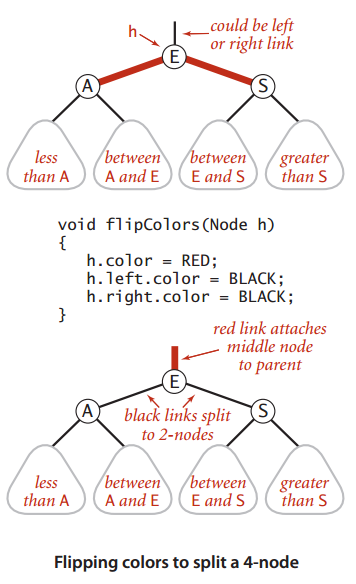 h
could be left
or right link
E
A
S
less
than A
between
A and E
between
E and S
greater
than S
void flipColors(Node h)
{
h.color = RED;
h.left.color = BLACK;
h.right.color = BLACK;
}
red link attaches
middle node
to parent
E
A
S
black links split
to 2-nodes
less
than A
between
A and E
between
E and S
greater
than S
Flipping colors to split a 4-node